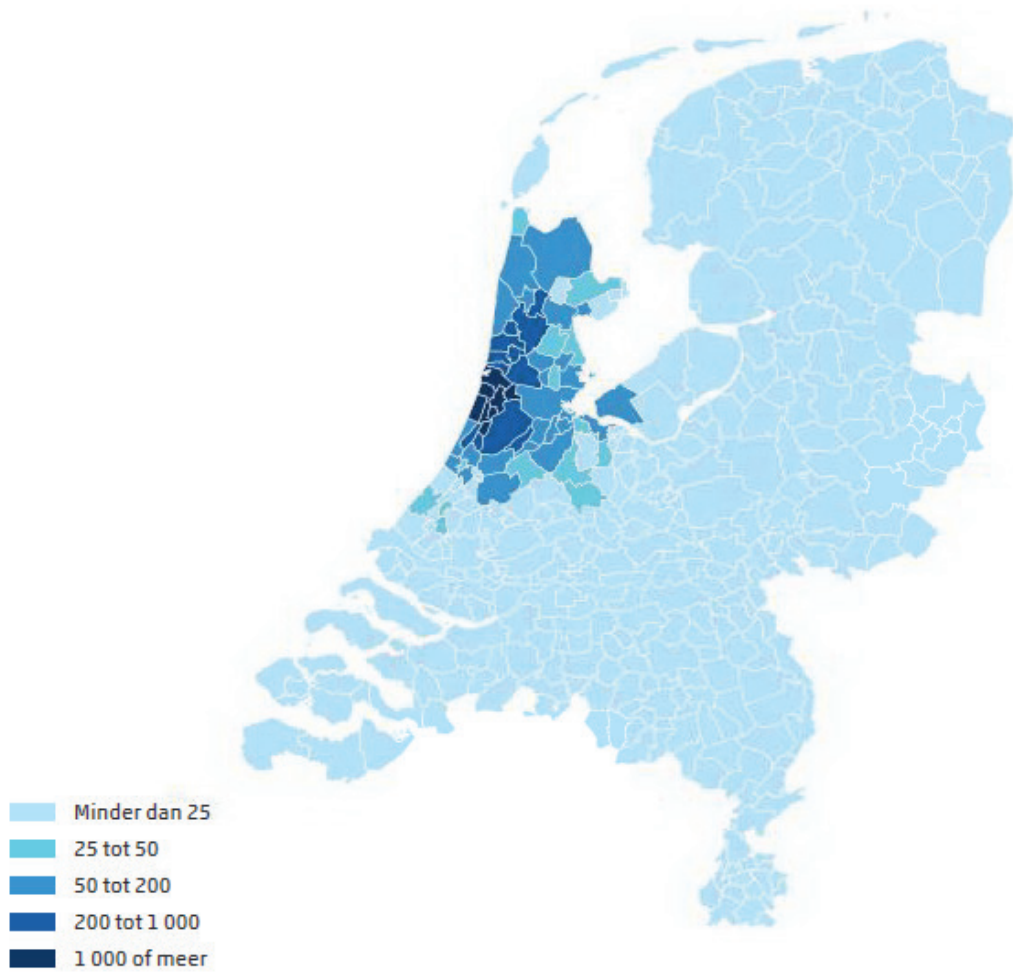 Minder dan 25
25 tot 50
50 tot 200
200 tot 1 000
1 000 of meer